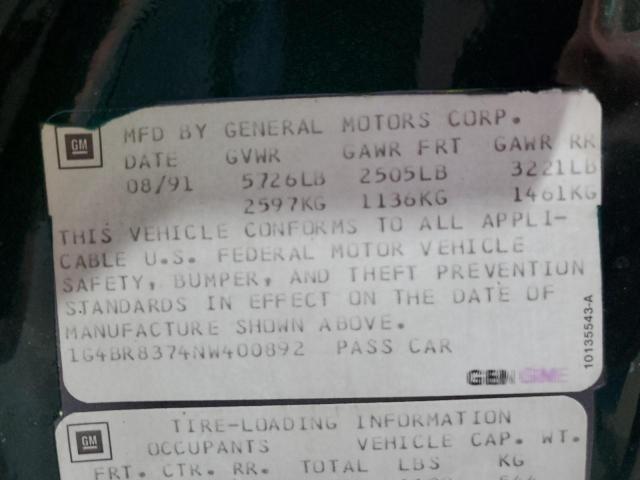 GM
MFD BY GENERAL MOTORS CORP.
DATE GVWR GAWR FRT GAWR RR
08/91 5726LB 2505LB 3221LB
2597KG 1136KG 1461KG
THIS VEHICLE CONFORMS TO ALL APPLI-
CABLE U.S. FEDERAL MOTOR VEHICLE
SAFETY, BUMPER, AND THEFT PREVENTION
STANDARDS IN EFFECT ON THE DATE OF
MANUFACTURE SHOWN ABOVE.
1G4BR8374NW400892 PASS CAR
10135543-A
GM
TIRE-LOADING INFORMATION
OCCUPANTS VEHICLE CAP. WT.
FRT. CTR. RR. TOTAL LBS KG